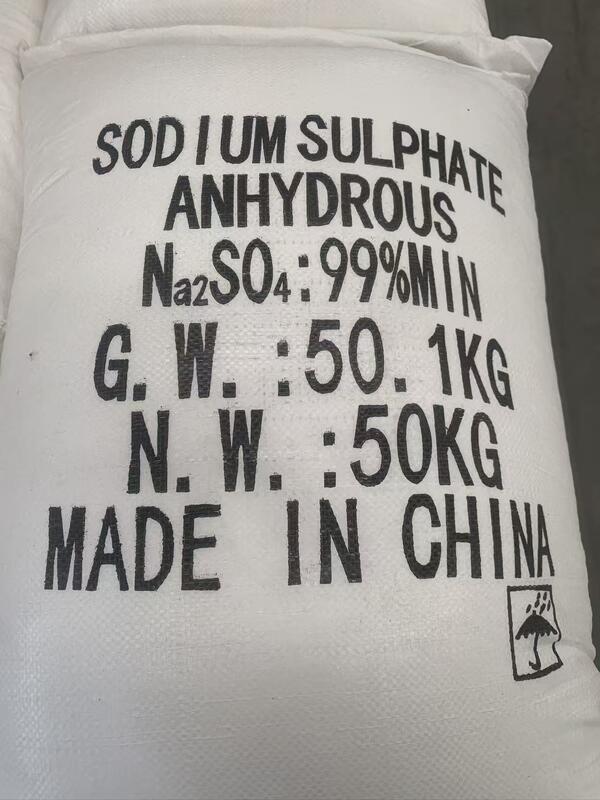 SODIUM SULPHATE
ANHYDROUS
Na2SO4:99%MIN
G.W.:50.1KG
N.W.:50KG
MADE IN CHINA